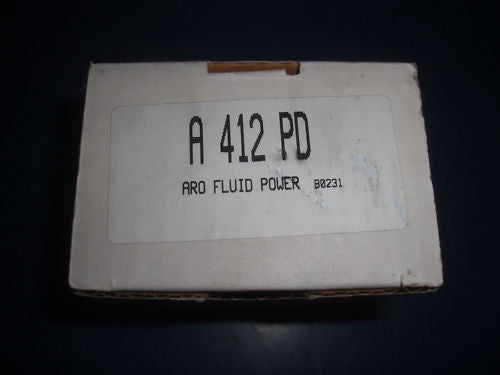 A 412 PD
ARO FLUID POWER B0231